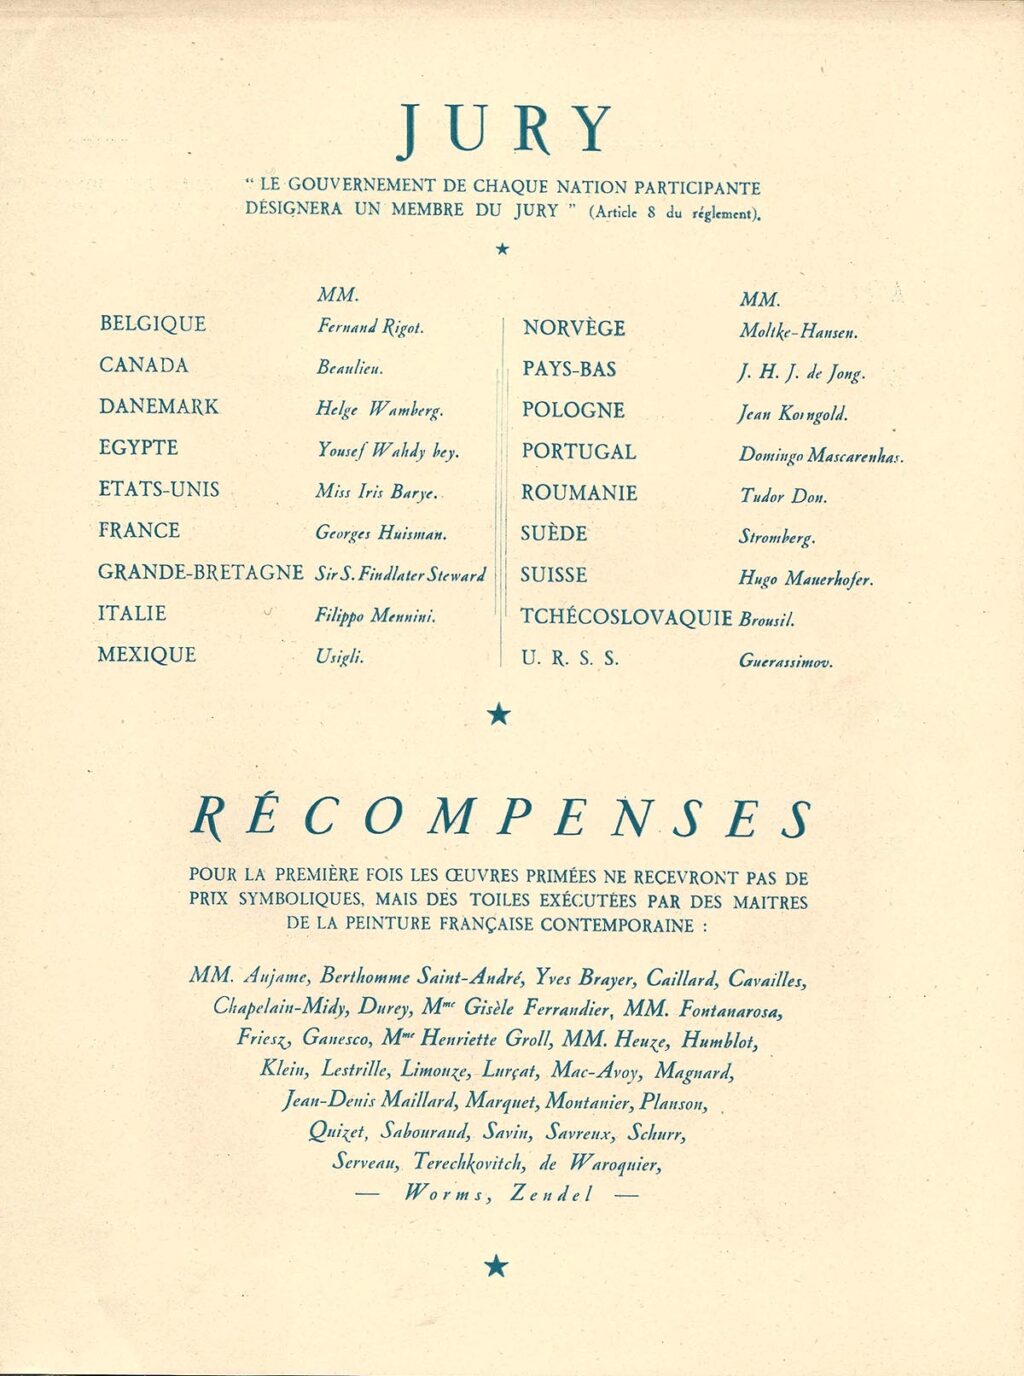 JURY
“ LE GOUVERNEMENT DE CHAQUE NATION PARTICIPANTE
DÉSIGNERA UN MEMBRE DU JURY ” (Article 8 du réglement).
MM.
BELGIQUE Fernand Rigot.
CANADA Beaulieu.
DANEMARK Helge Wamberg.
EGYPTE Yousef Wahdy bey.
ETATS-UNIS Miss Iris Barye.
FRANCE Georges Huisman.
GRANDE-BRETAGNE Sir S. Findlater Steward
ITALIE Filippo Mennini.
MEXIQUE Usigli.
MM.
NORVÈGE Moltke-Hansen.
PAYS-BAS J. H. J. de Jong.
POLOGNE Jean Korngold.
PORTUGAL Domingo Mascarenhas.
ROUMANIE Tudor Don.
SUÈDE Stromberg.
SUISSE Hugo Mauerhofer.
TCHÉCOSLOVAQUIE Brousil.
U. R. S. S. Guerassimov.
RÉCOMPENSES
POUR LA PREMIÈRE FOIS LES ŒUVRES PRIMÉES NE RECEVRONT PAS DE
PRIX SYMBOLIQUES, MAIS DES TOILES EXÉCUTÉES PAR DES MAITRES
DE LA PEINTURE FRANÇAISE CONTEMPORAINE :
MM. Aujame, Berthomme Saint-André, Yves Brayer, Caillard, Cavailles,
Chapelain-Midy, Durey, Mme Gisèle Ferrandier, MM. Fontanarosa,
Friesz, Ganesco, Mme Henriette Groll, MM. Heuze, Humblot,
Klein, Lestrille, Limouze, Lurçat, Mac-Avoy, Magnard,
Jean-Denis Maillard, Marquet, Montanier, Planson,
Quizet, Sabouraud, Savin, Savreux, Schurr,
Serveau, Terechkovitch, de Waroquier,
— Worms, Zendel —